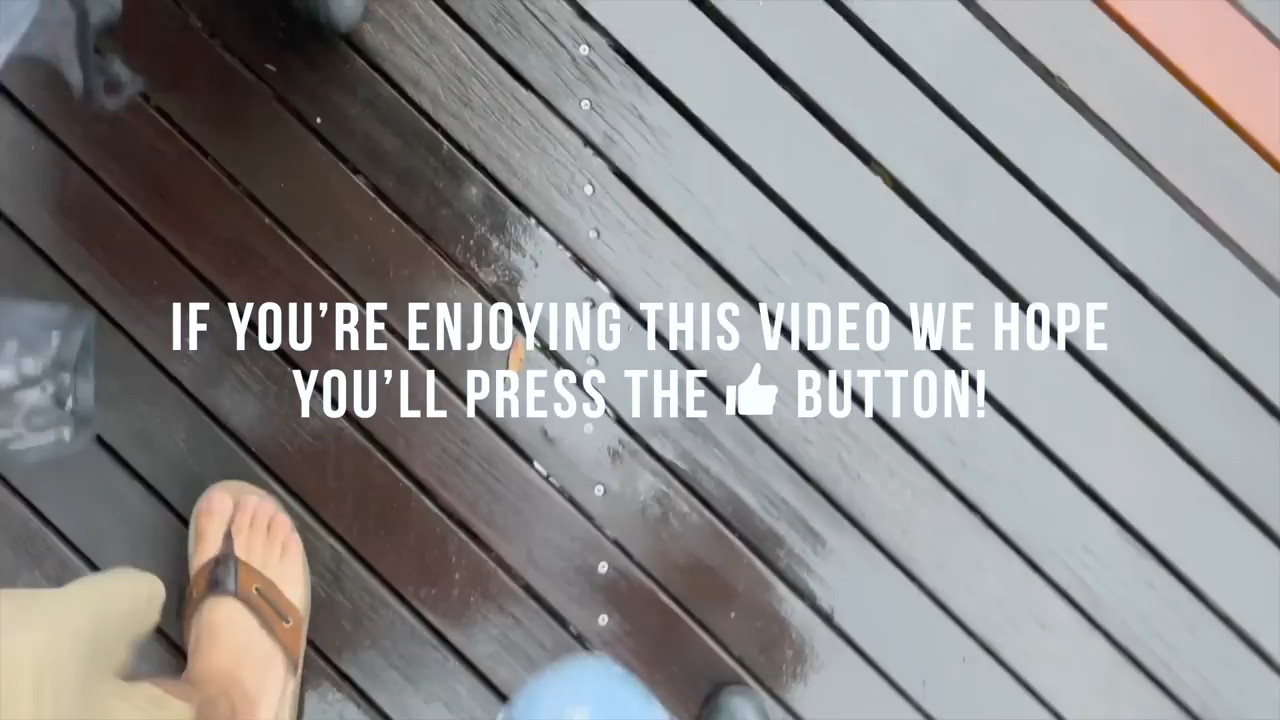 IF YOU’RE ENJOYING THIS VIDEO WE HOPE
YOU’LL PRESS THE 👍 BUTTON!